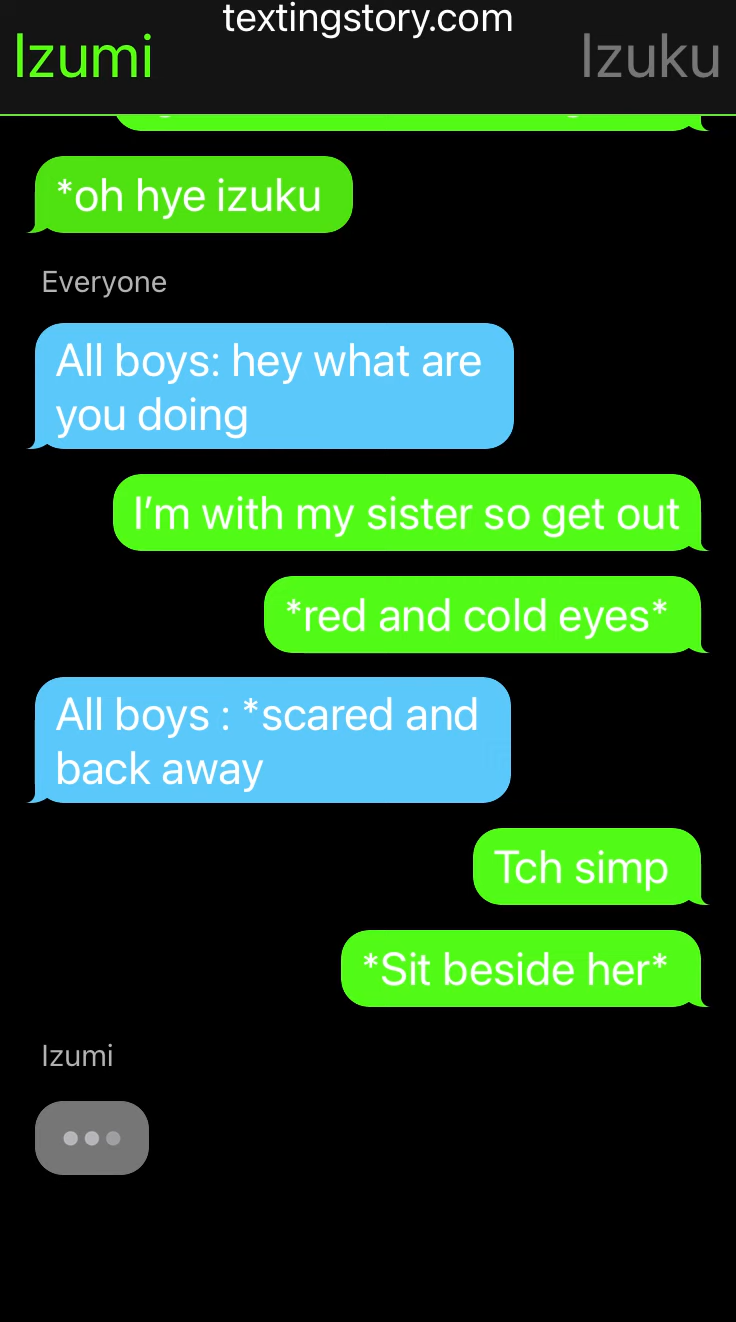 textingstory.com
Izumi
Izuku
*oh hye izuku
Everyone
All boys: hey what are
you doing
I'm with my sister so get out
*red and cold eyes*
All boys : *scared and
back away
Tch simp
*Sit beside her*
Izumi